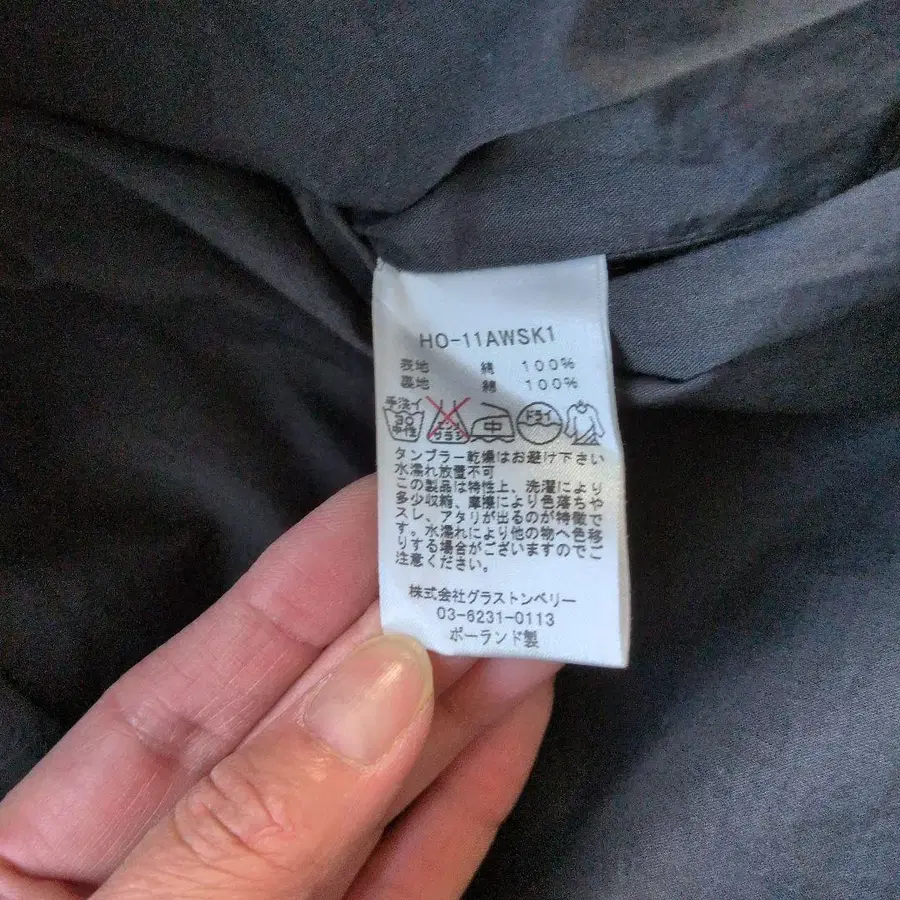 HO-11AWSK1
表地 綿 100%
裏地 綿 100%
手洗イ 30 中性 エンソサラシ 中 ドライ
タンブラー乾燥はお避け下さい
水濡れ放置不可
この製品は特性上、洗濯により
多少収縮、摩擦により色落ちや
スレ、アタリが出るのが特徴で
す。水濡れにより他の物へ色移
りする場合がございますのでご
注意ください。
株式会社グラストンベリー
03-6231-0113
ポーランド製